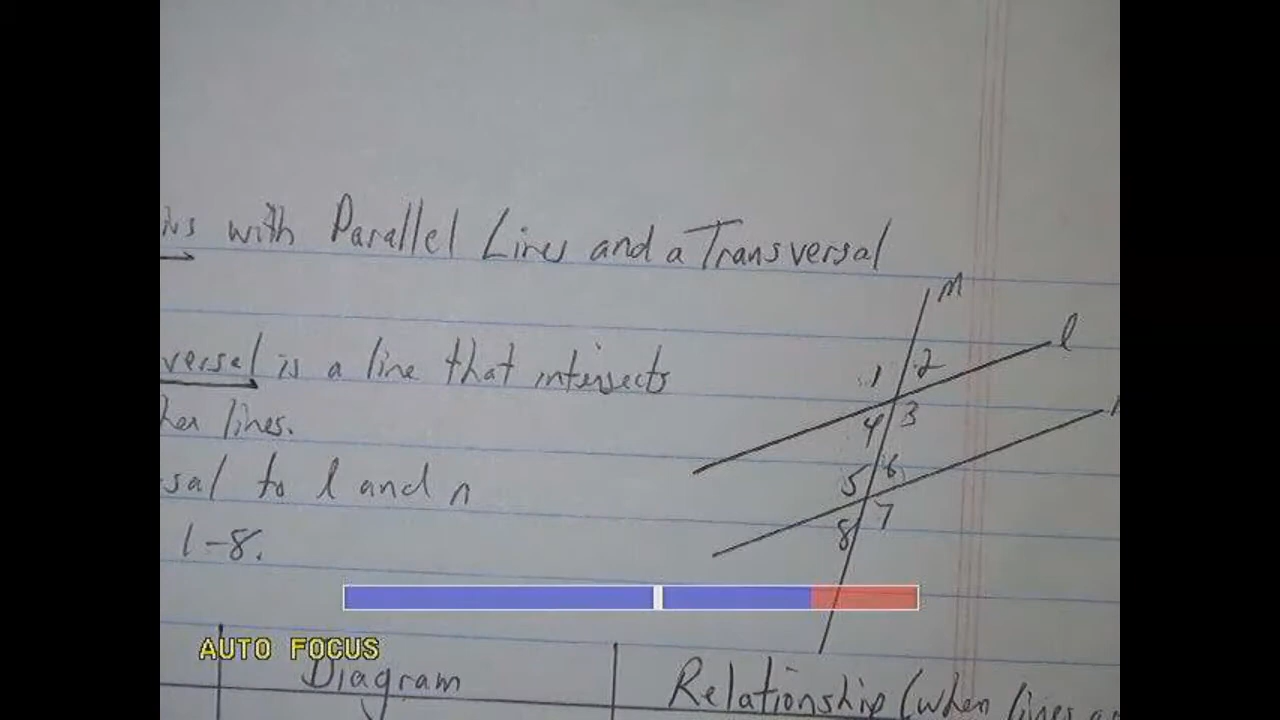 with Parallel Lines and a Transversal
m
l
1 2
versal is a line that intersects
4 3
her lines.
5 6
sal to l and n
8 7
1-8.
AUTO FOCUS
Diagram
Relationship (when lines